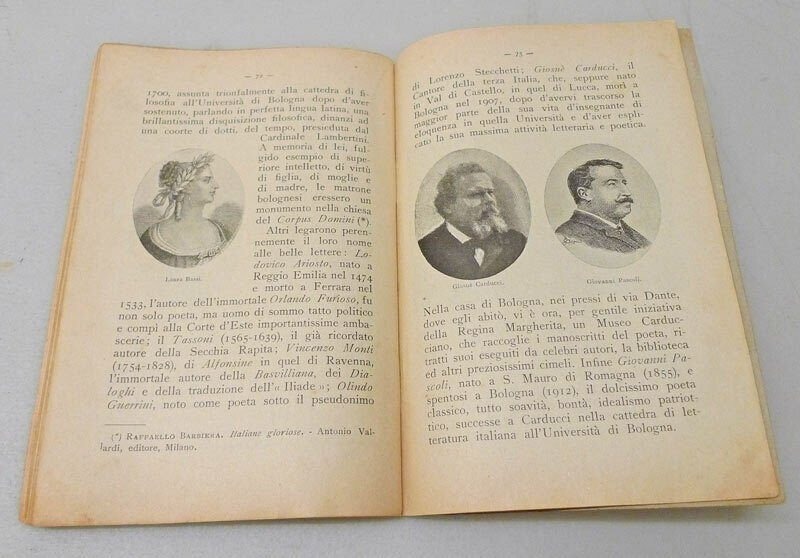 — 72 —
1700, assunta trionfalmente alla cattedra di fi-
losofia all'Università di Bologna dopo d'aver
sostenuto, parlando in perfetta lingua latina, una
brillantissima disquisizione filosofica, dinanzi ad
una coorte di dotti, del tempo, presieduta dal
Cardinale Lambertini.
A memoria di lei, ful-
gido esempio di supe-
riore intelletto, di virtù
di figlia, di moglie e
di madre, le matrone
bolognesi eressero un
monumento nella chiesa
del Corpus Domini (*).
Altri legarono peren-
nemente il loro nome
alle belle lettere: Lo-
dovico Ariosto, nato a
Reggio Emilia nel 1474
e morto a Ferrara nel
Laura Bassi.
1533, l'autore dell'immortale Orlando Furioso, fu
non solo poeta, ma uomo di sommo tatto politico
e compì alla Corte d'Este importantissime amba-
scerie; il Tassoni (1565-1639), il già ricordato
autore della Secchia Rapita; Vincenzo Monti
(1754-1828), di Alfonsine in quel di Ravenna,
l'immortale autore della Basvilliana, dei Dia-
loghi e della traduzione dell'« Iliade »; Olindo
Guerrini, noto come poeta sotto il pseudonimo
(*) RAFFAELLO BARBIERA. Italiane gloriose. - Antonio Val-
lardi, editore, Milano.
— 73 —
di Lorenzo Stecchetti; Giosuè Carducci, il
Cantore della terza Italia, che, seppure nato
in Val di Castello, in quel di Lucca, morì a
Bologna nel 1907, dopo d'avervi trascorso la
maggior parte della sua vita d'insegnante di
eloquenza in quella Università e d'aver espli-
cato la sua massima attività letteraria e poetica.
Giosuè Carducci.
Giovanni Pascoli.
Nella casa di Bologna, nei pressi di via Dante,
dove egli abitò, vi è ora, per gentile iniziativa
della Regina Margherita, un Museo Carduc-
ciano, che raccoglie i manoscritti del poeta, ri-
tratti suoi eseguiti da celebri autori, la biblioteca
ed altri preziosissimi cimeli. Infine Giovanni Pa-
scoli, nato a S. Mauro di Romagna (1855), e
spentosi a Bologna (1912), il dolcissimo poeta
classico, tutto soavità, bontà, idealismo patriot-
tico, successe a Carducci nella cattedra di let-
teratura italiana all'Università di Bologna.